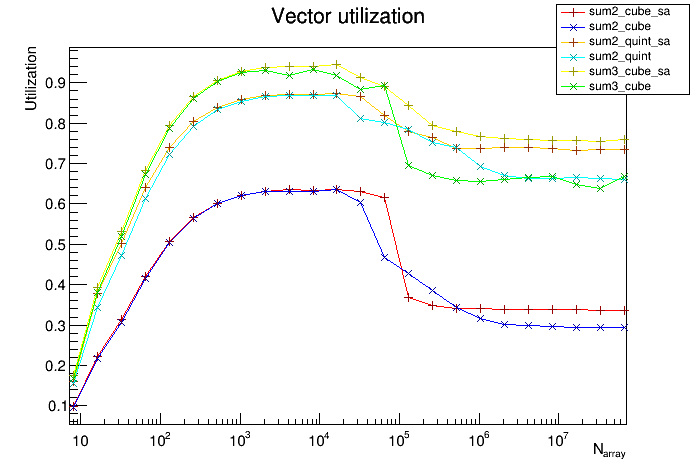 Vector utilization
sum2_cube_sa
sum2_cube
sum2_quint_sa
sum2_quint
sum3_cube_sa
sum3_cube
Utilization
0.9
0.8
0.7
0.6
0.5
0.4
0.3
0.2
0.1
10 10² 10³ 10⁴ 10⁵ 10⁶ 10⁷
N_array